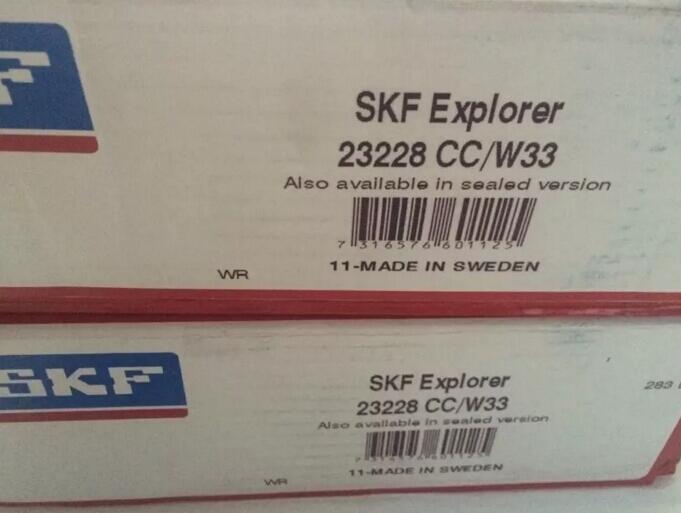 SKF Explorer
23228 CC/W33
Also available in sealed version
7 316576 601125
WR
11-MADE IN SWEDEN
SKF
SKF Explorer
23228 CC/W33
Also available in sealed version
283
WR
11-MADE IN SWEDEN